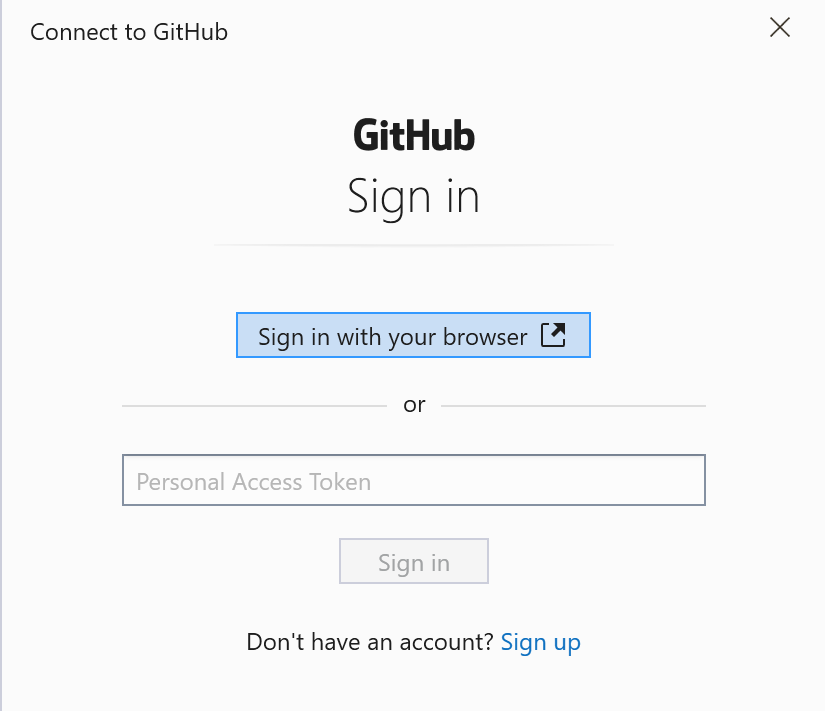 Connect to GitHub
GitHub
Sign in
Sign in with your browser
or
Personal Access Token
Sign in
Don't have an account? Sign up